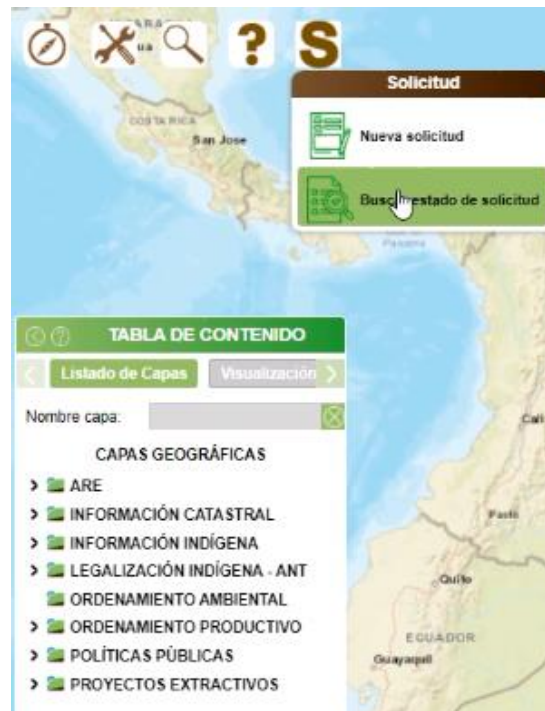 ? S
Solicitud
Nueva solicitud
estado de solicitud
COSTA RICA
San Jose
Panama
TABLA DE CONTENIDO
Listado de Capas
Visualización
Nombre capa:
CAPAS GEOGRÁFICAS
ARE
INFORMACIÓN CATASTRAL
INFORMACIÓN INDÍGENA
LEGALIZACIÓN INDÍGENA - ANT
ORDENAMIENTO AMBIENTAL
ORDENAMIENTO PRODUCTIVO
POLÍTICAS PÚBLICAS
PROYECTOS EXTRACTIVOS
Cali
Pasto
Quito
ECUADOR
Guayaquil